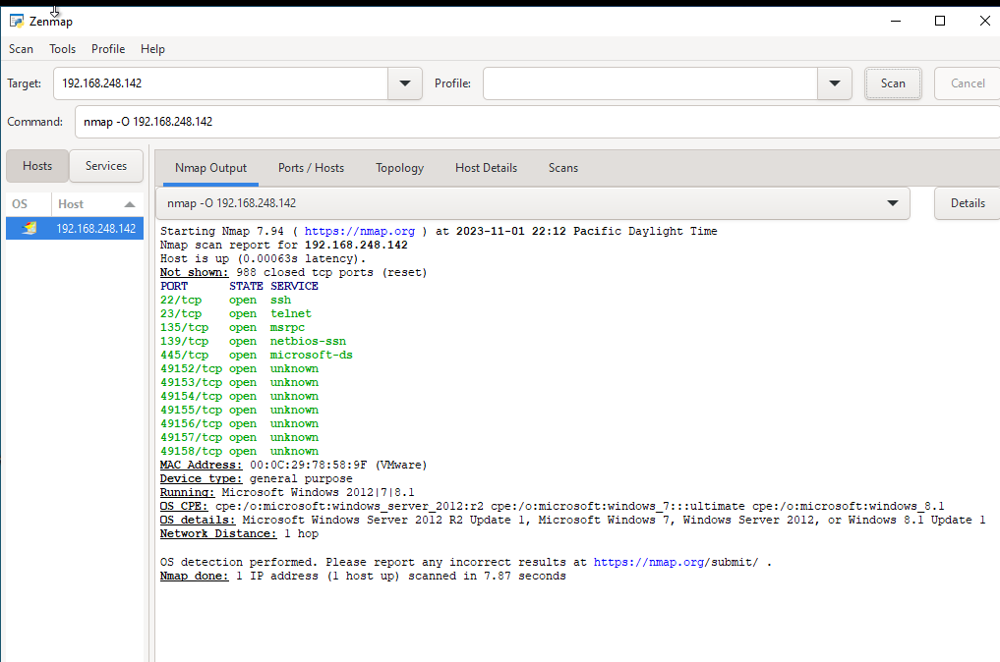 Zenmap
Scan Tools Profile Help
Target: 192.168.248.142 Profile: Scan Cancel
Command: nmap -O 192.168.248.142
Hosts Services Nmap Output Ports / Hosts Topology Host Details Scans
OS Host nmap -O 192.168.248.142 Details
192.168.248.142
Starting Nmap 7.94 ( https://nmap.org ) at 2023-11-01 22:12 Pacific Daylight Time
Nmap scan report for 192.168.248.142
Host is up (0.00063s latency).
Not shown: 988 closed tcp ports (reset)
PORT STATE SERVICE
22/tcp open ssh
23/tcp open telnet
135/tcp open msrpc
139/tcp open netbios-ssn
445/tcp open microsoft-ds
49152/tcp open unknown
49153/tcp open unknown
49154/tcp open unknown
49155/tcp open unknown
49156/tcp open unknown
49157/tcp open unknown
49158/tcp open unknown
MAC Address: 00:0C:29:78:58:9F (VMware)
Device type: general purpose
Running: Microsoft Windows 2012|7|8.1
OS CPE: cpe:/o:microsoft:windows_server_2012:r2 cpe:/o:microsoft:windows_7:::ultimate cpe:/o:microsoft:windows_8.1
OS details: Microsoft Windows Server 2012 R2 Update 1, Microsoft Windows 7, Windows Server 2012, or Windows 8.1 Update 1
Network Distance: 1 hop
OS detection performed. Please report any incorrect results at https://nmap.org/submit/ .
Nmap done: 1 IP address (1 host up) scanned in 7.87 seconds